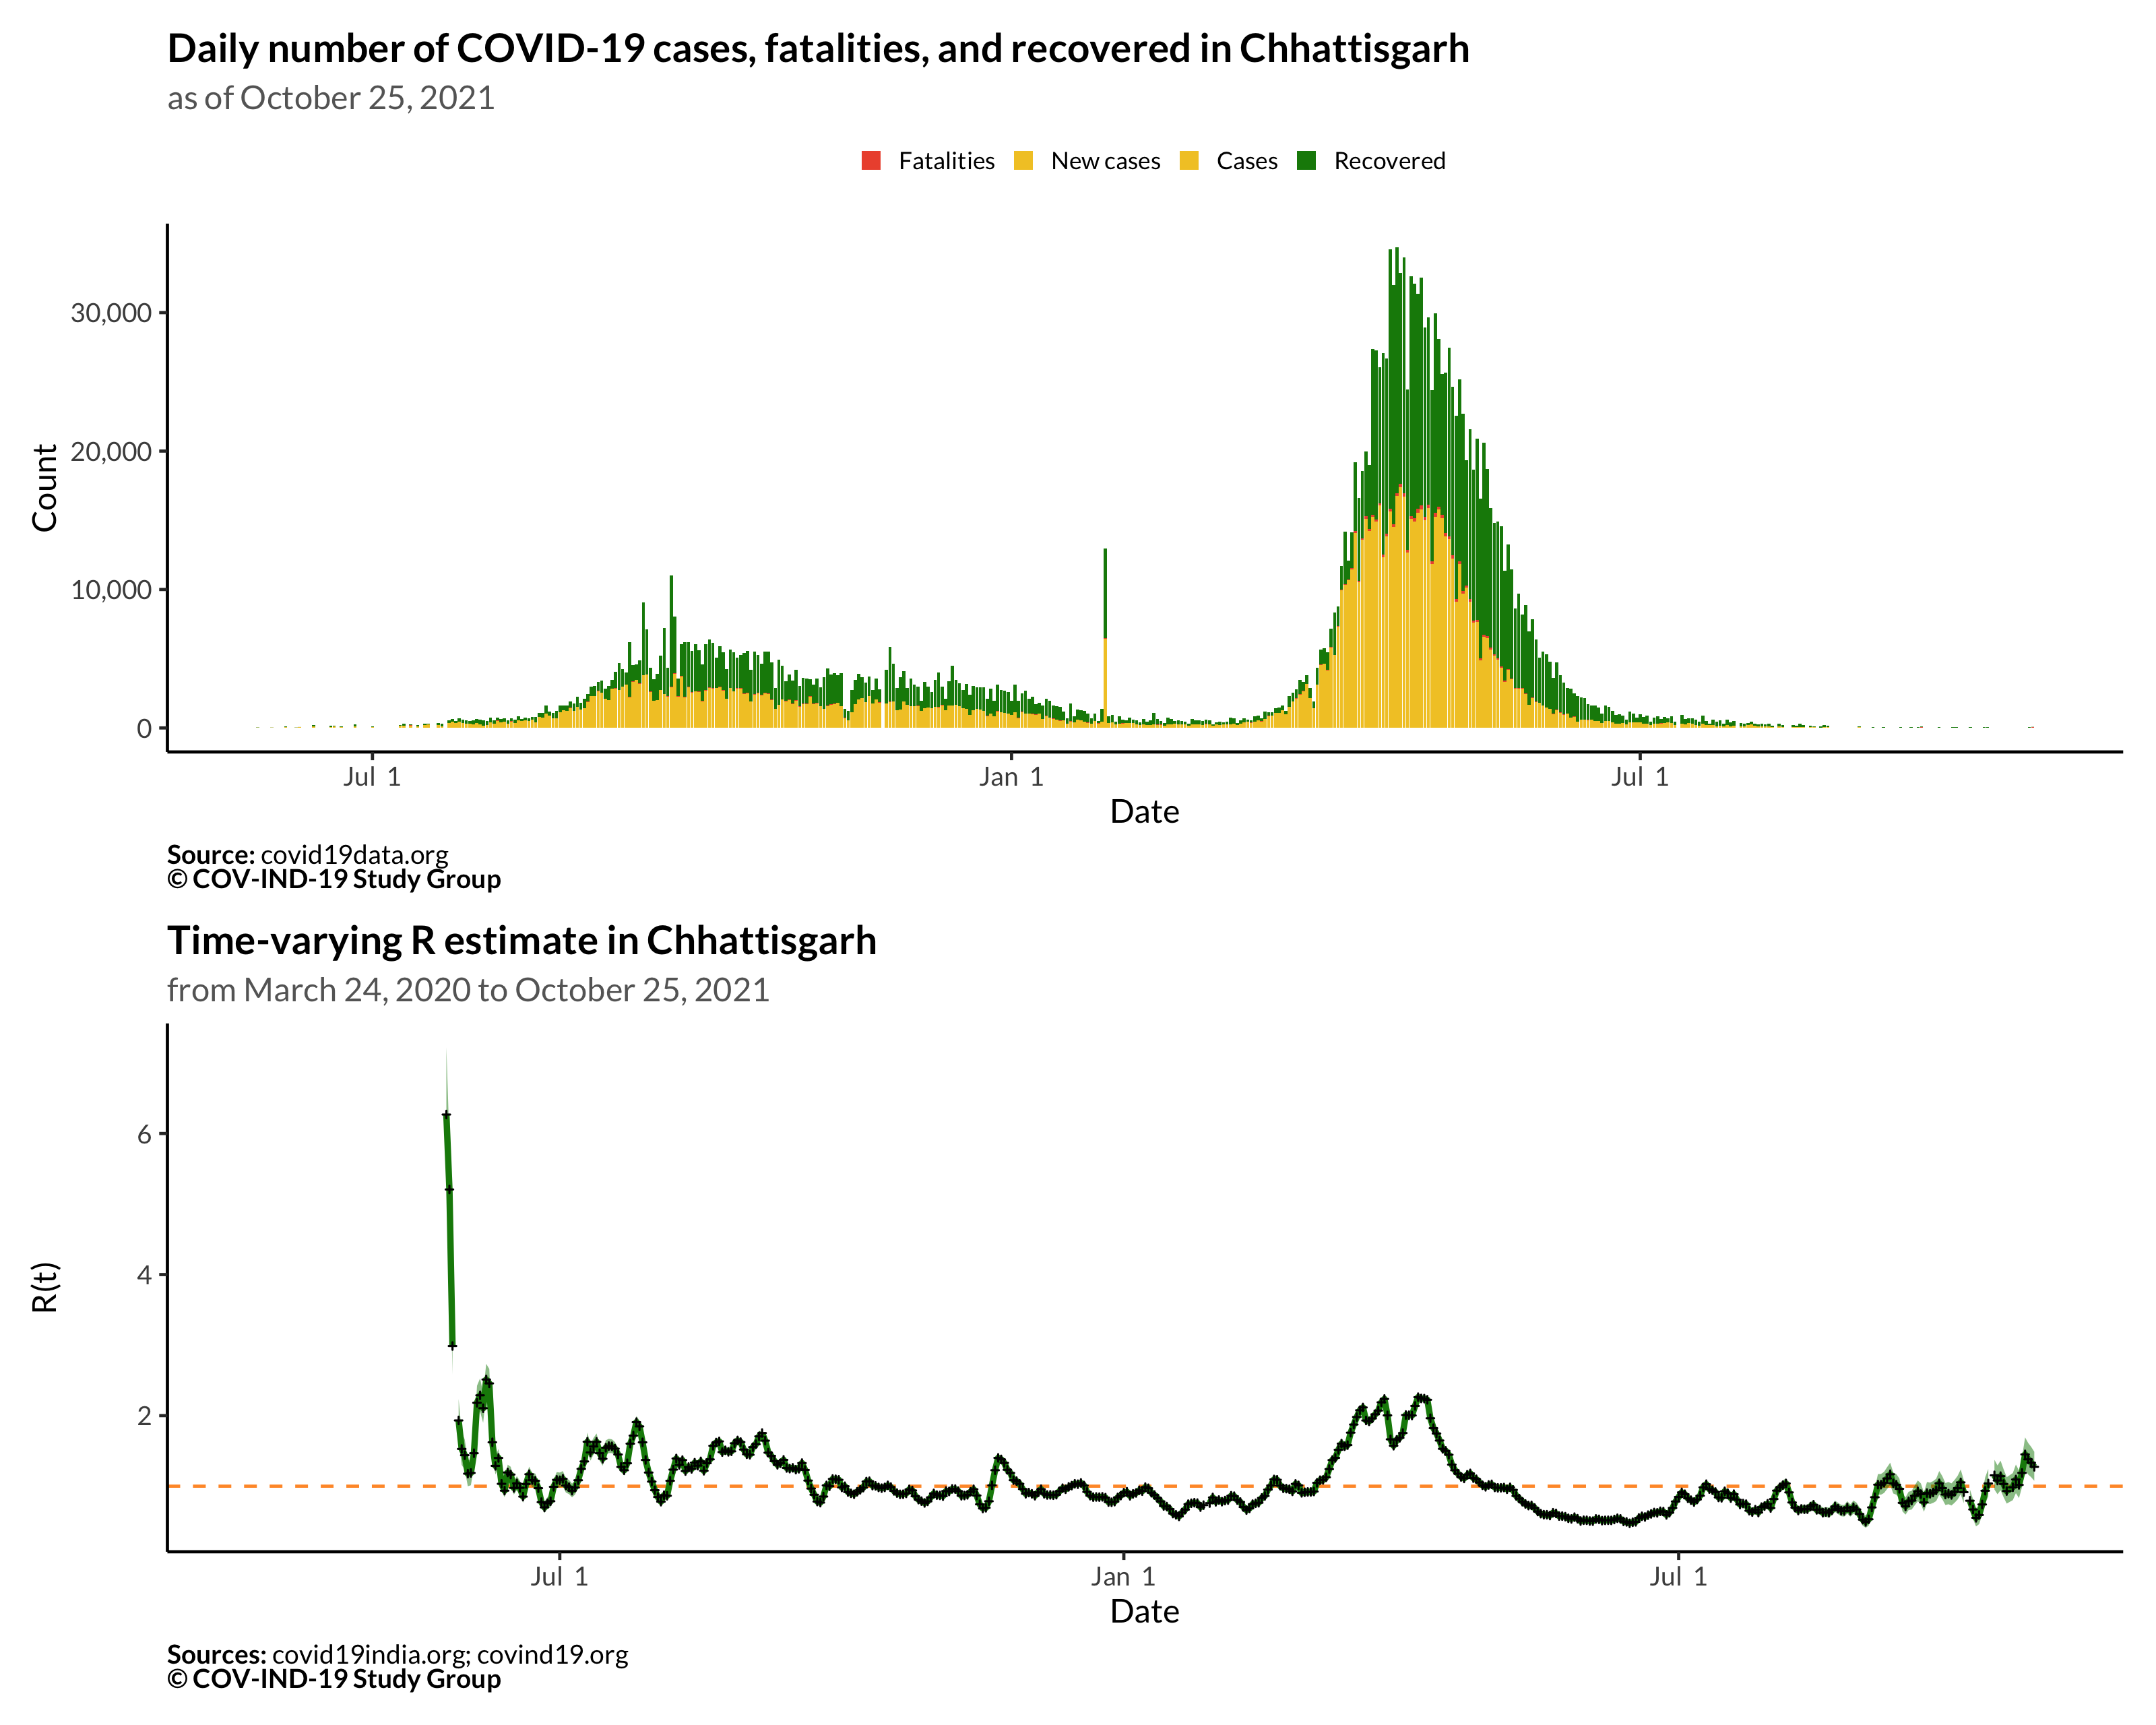 Daily number of COVID-19 cases, fatalities, and recovered in Chhattisgarh
as of October 25, 2021
Fatalities New cases Cases Recovered
Count
30,000
20,000
10,000
0
Jul 1 Jan 1 Jul 1
Date
Source: covid19data.org
© COV-IND-19 Study Group
Time-varying R estimate in Chhattisgarh
from March 24, 2020 to October 25, 2021
R(t)
6
4
2
Jul 1 Jan 1 Jul 1
Date
Sources: covid19india.org; covind19.org
© COV-IND-19 Study Group